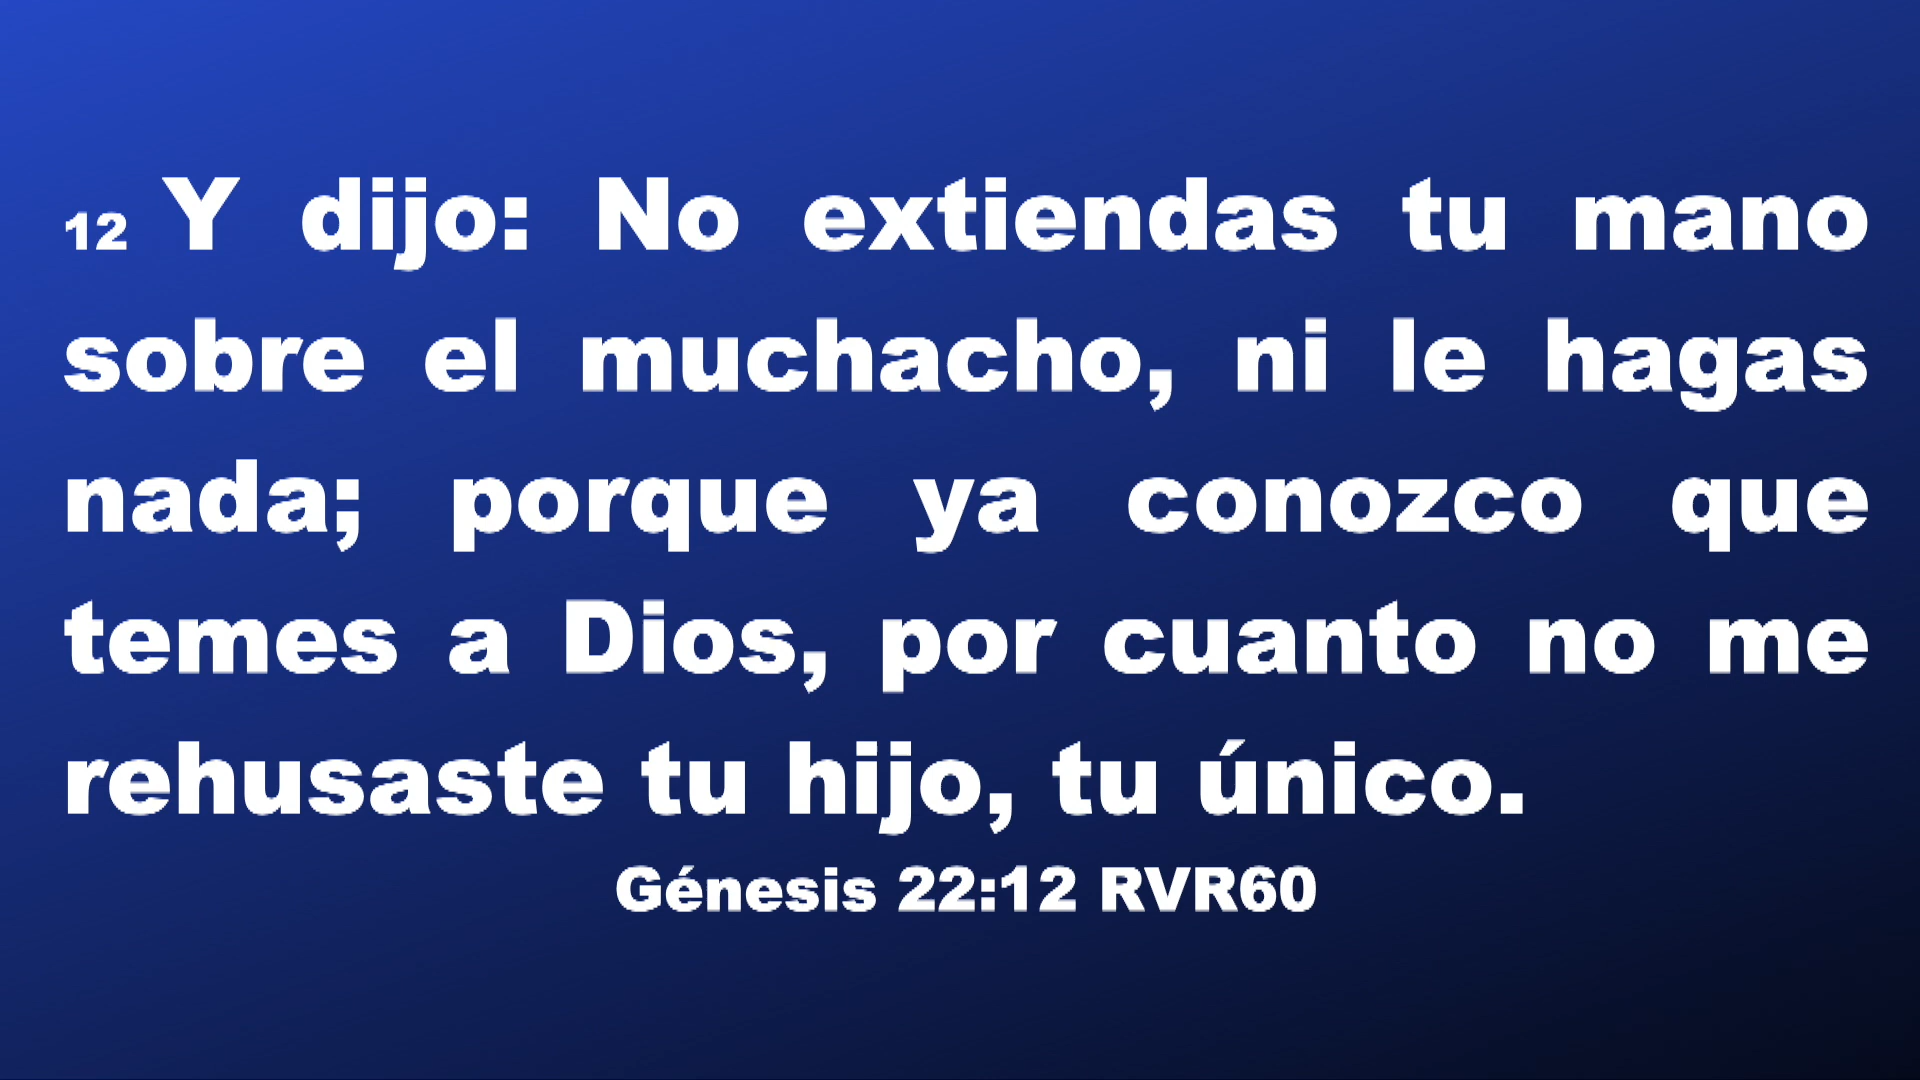 12 Y dijo: No extiendas tu mano
sobre el muchacho, ni le hagas
nada; porque ya conozco que
temes a Dios, por cuanto no me
rehusaste tu hijo, tu único.
Génesis 22:12 RVR60